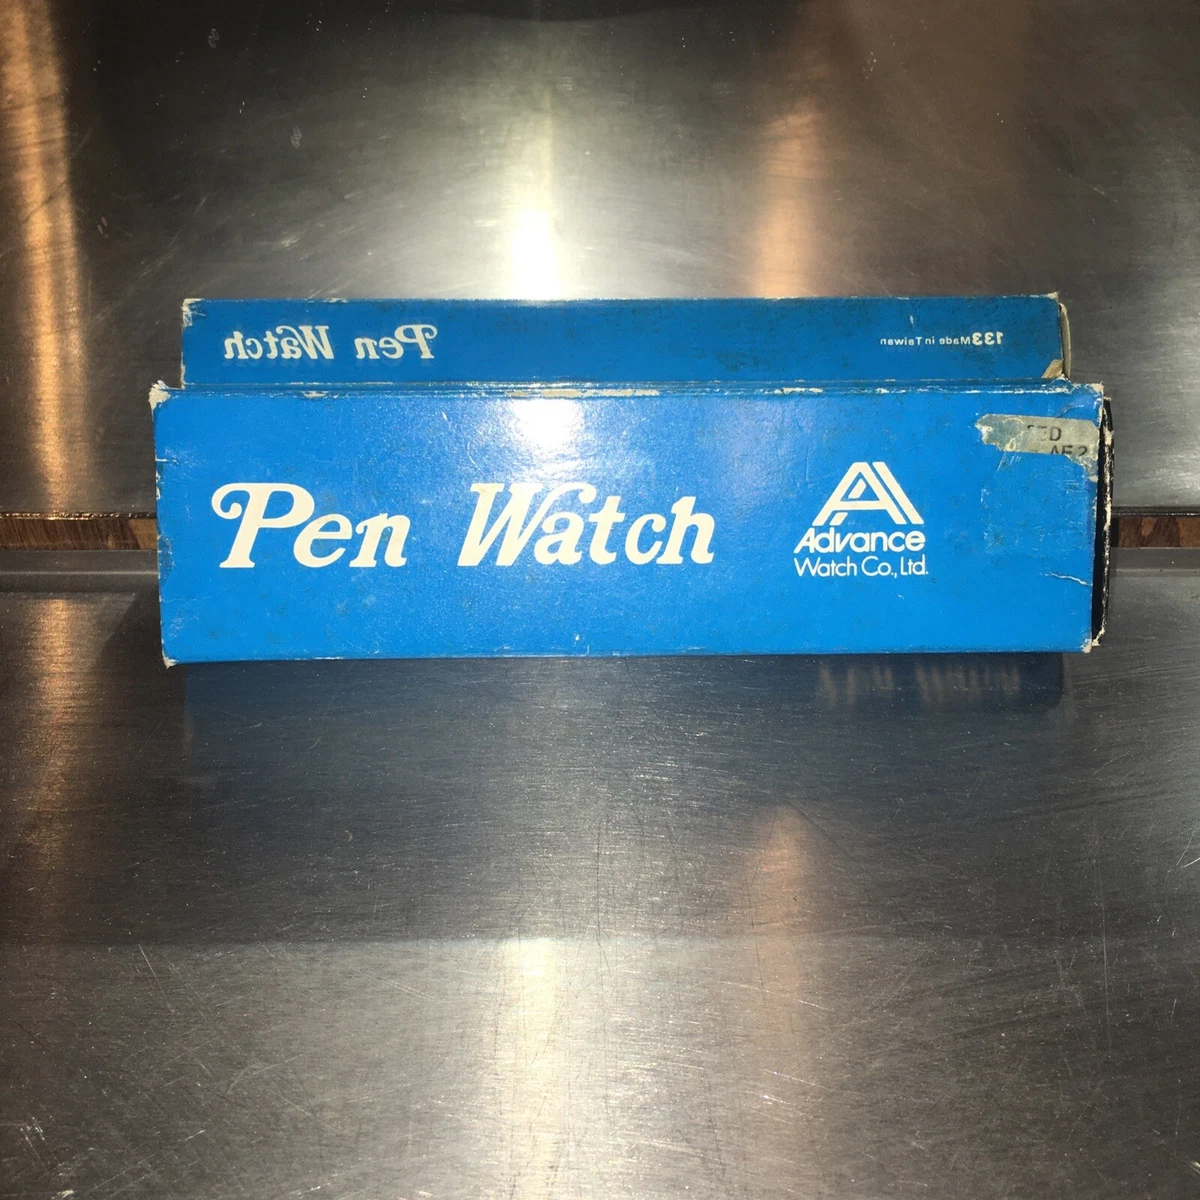 Pen Watch
133 Made in Taiwan
Pen Watch
Advance
Watch Co., Ltd.